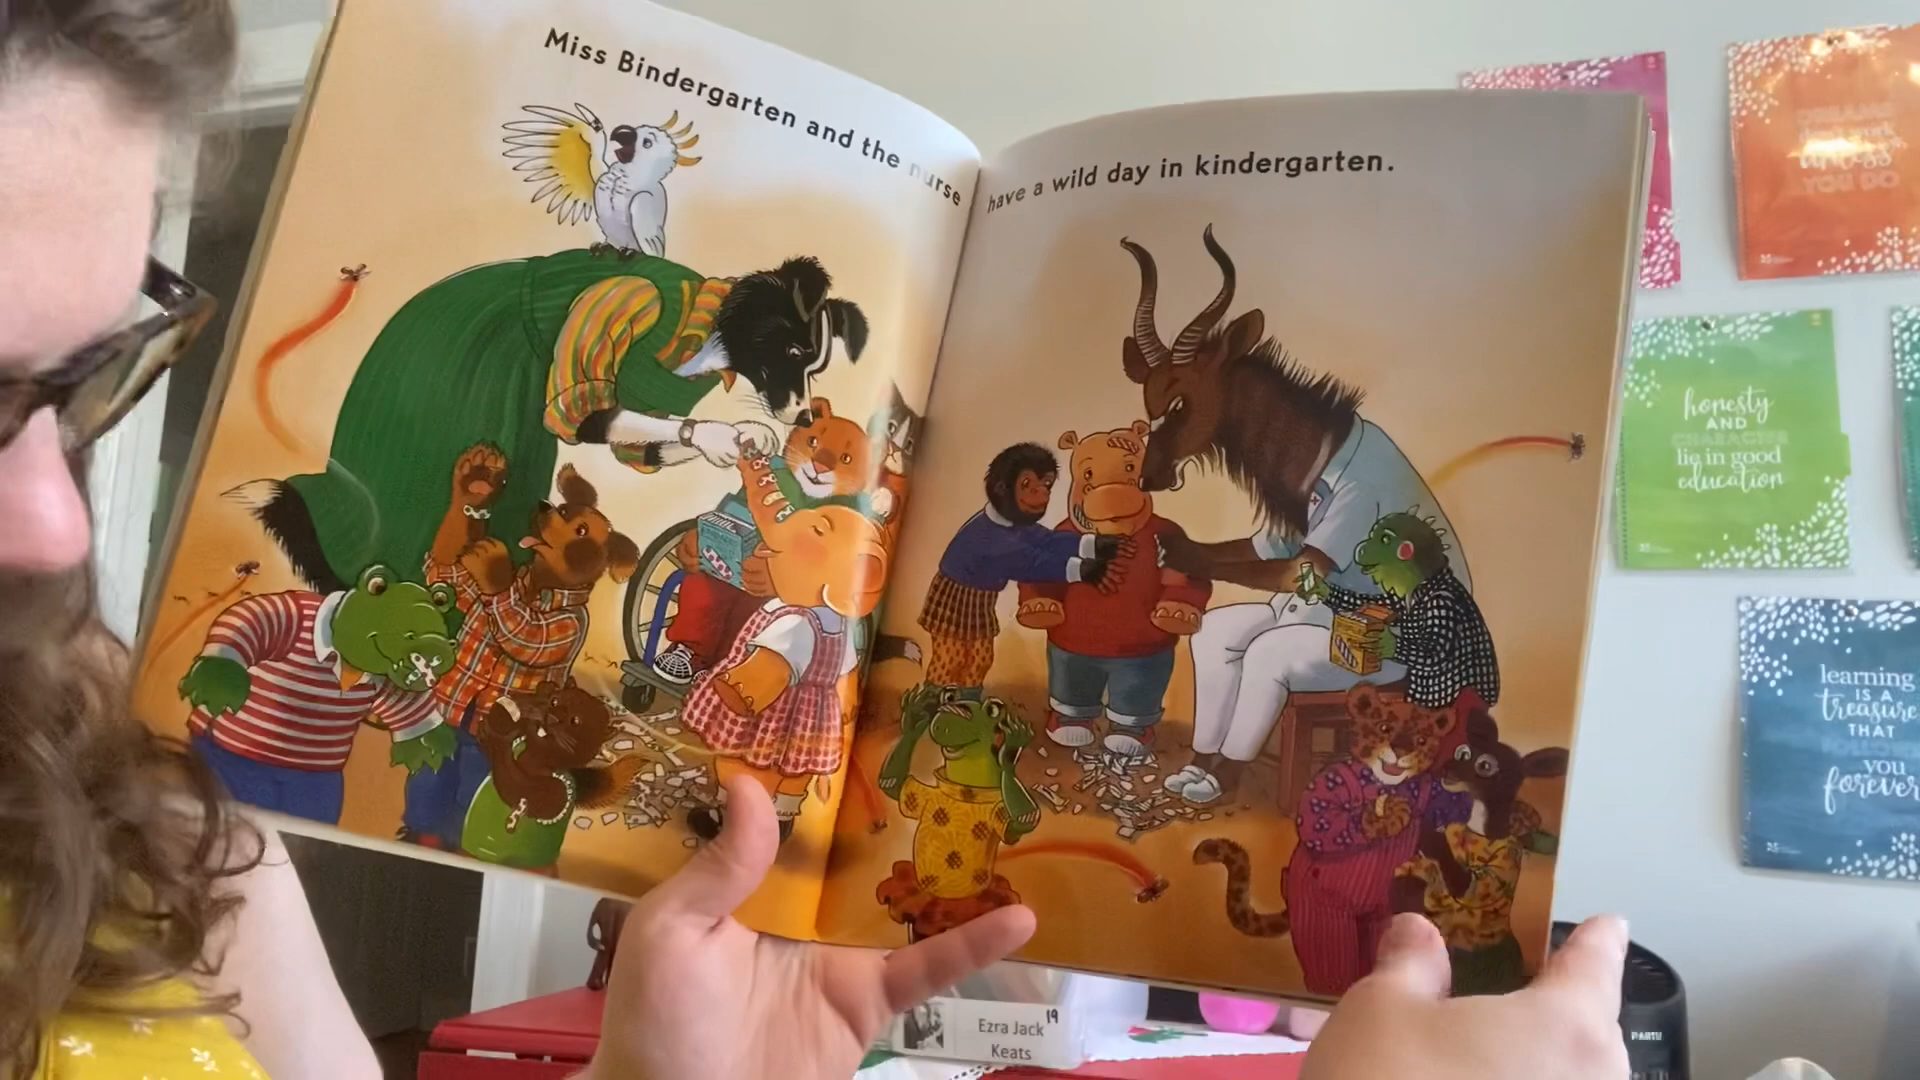 Miss Bindergarten and the nurse
have a wild day in kindergarten.
YOU DO
honesty
AND
CHARACTER
lie in good
education
learning
IS A
treasure
THAT
you
forever
Ezra Jack 19
Keats